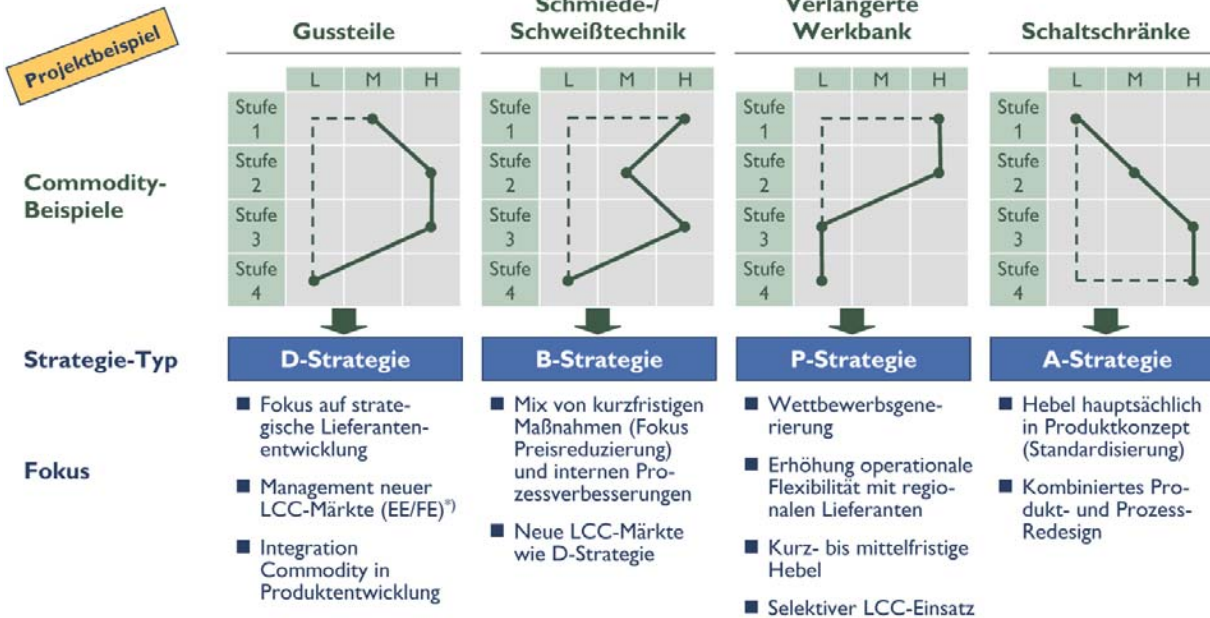 Projektbeispiel
Gussteile
Schmiede-/
Schweißtechnik
Verlängerte
Werkbank
Schaltschränke
Commodity-
Beispiele
L M H
Stufe
1
Stufe
2
Stufe
3
Stufe
4
L M H
Stufe
1
Stufe
2
Stufe
3
Stufe
4
L M H
Stufe
1
Stufe
2
Stufe
3
Stufe
4
L M H
Stufe
1
Stufe
2
Stufe
3
Stufe
4
Strategie-Typ
D-Strategie
B-Strategie
P-Strategie
A-Strategie
Fokus
■ Fokus auf strate-
gische Lieferanten-
entwicklung
■ Management neuer
LCC-Märkte (EE/FE)*)
■ Integration
Commodity in
Produktentwicklung
■ Mix von kurzfristigen
Maßnahmen (Fokus
Preisreduzierung)
und internen Pro-
zessverbesserungen
■ Neue LCC-Märkte
wie D-Strategie
■ Wettbewerbsgene-
rierung
■ Erhöhung operationale
Flexibilität mit regio-
nalen Lieferanten
■ Kurz- bis mittelfristige
Hebel
■ Selektiver LCC-Einsatz
■ Hebel hauptsächlich
in Produktkonzept
(Standardisierung)
■ Kombiniertes Pro-
dukt- und Prozess-
Redesign